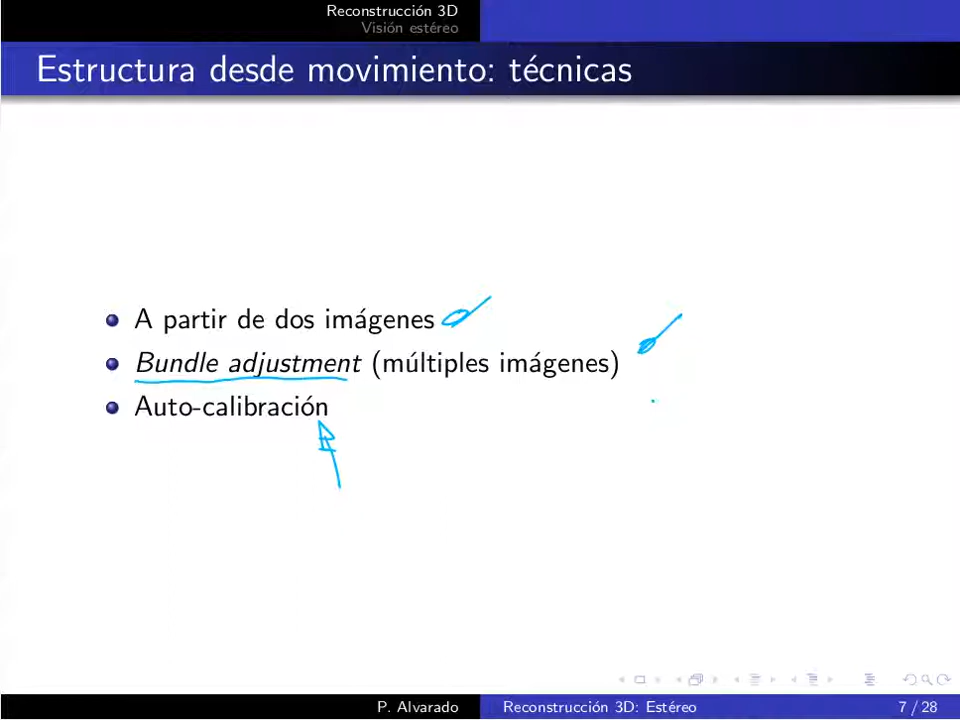 Reconstrucción 3D
Visión estéreo
Estructura desde movimiento: técnicas
A partir de dos imágenes
Bundle adjustment (múltiples imágenes)
Auto-calibración
P. Alvarado
Reconstrucción 3D: Estéreo
7 / 28